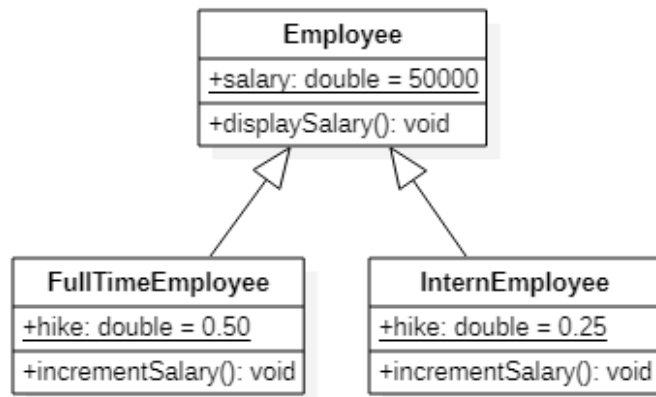 Employee
+salary: double = 50000
+displaySalary(): void
FullTimeEmployee
+hike: double = 0.50
+incrementSalary(): void
InternEmployee
+hike: double = 0.25
+incrementSalary(): void